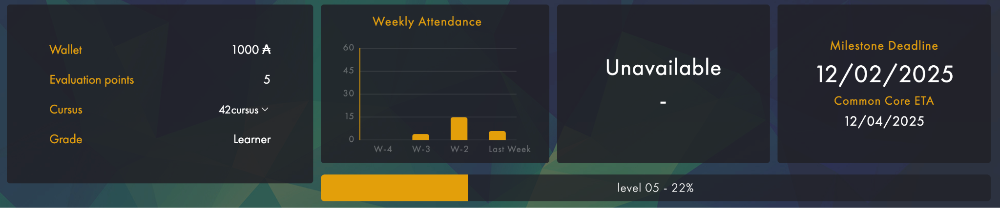 Wallet 1000 ₳
Evaluation points 5
Cursus 42cursus
Grade Learner
Weekly Attendance
60
45
30
15
0
W-4 W-3 W-2 Last Week
Unavailable
-
Milestone Deadline
12/02/2025
Common Core ETA
12/04/2025
level 05 - 22%